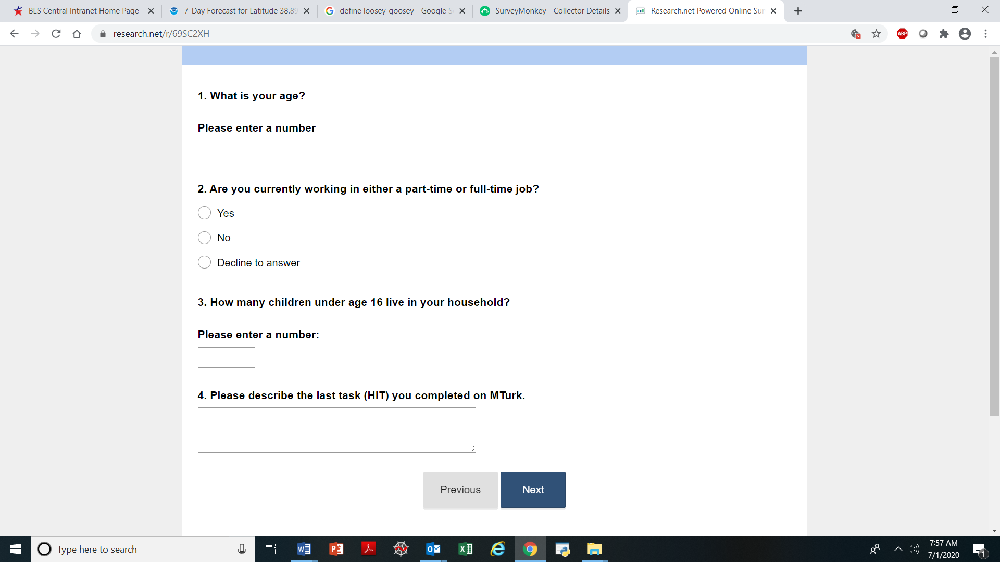 BLS Central Intranet Home Page
7-Day Forecast for Latitude 38.89
define loosey-goosey - Google S
SurveyMonkey - Collector Details
Research.net Powered Online Sur
research.net/r/69SC2XH
ABP
1. What is your age?
Please enter a number
2. Are you currently working in either a part-time or full-time job?
Yes
No
Decline to answer
3. How many children under age 16 live in your household?
Please enter a number:
4. Please describe the last task (HIT) you completed on MTurk.
Previous
Next
Type here to search
7:57 AM
7/1/2020
1